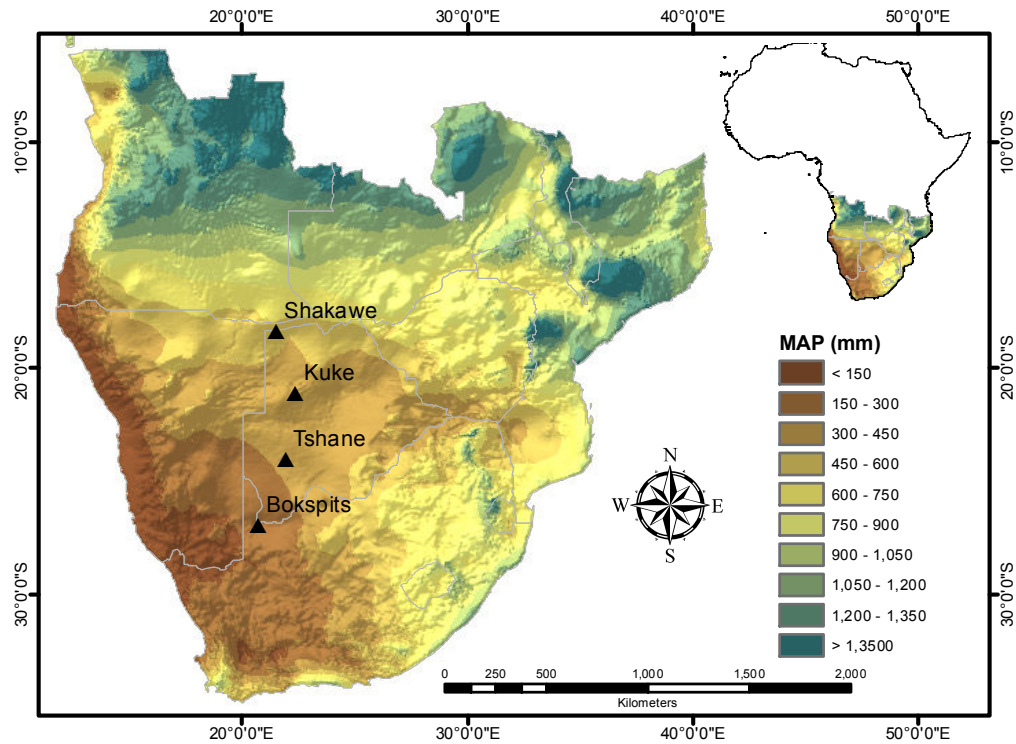 20°0'0"E 30°0'0"E 40°0'0"E 50°0'0"E
10°0'0"S 10°0'0"S
Shakawe
MAP (mm)
< 150
20°0'0"S 20°0'0"S
Kuke
150 - 300
300 - 450
Tshane
450 - 600
N
600 - 750
Bokspits
W E
750 - 900
S
900 - 1,050
1,050 - 1,200
30°0'0"S 30°0'0"S
1,200 - 1,350
> 1,3500
0 250 500 1,000 1,500 2,000
Kilometers
20°0'0"E 30°0'0"E 40°0'0"E 50°0'0"E